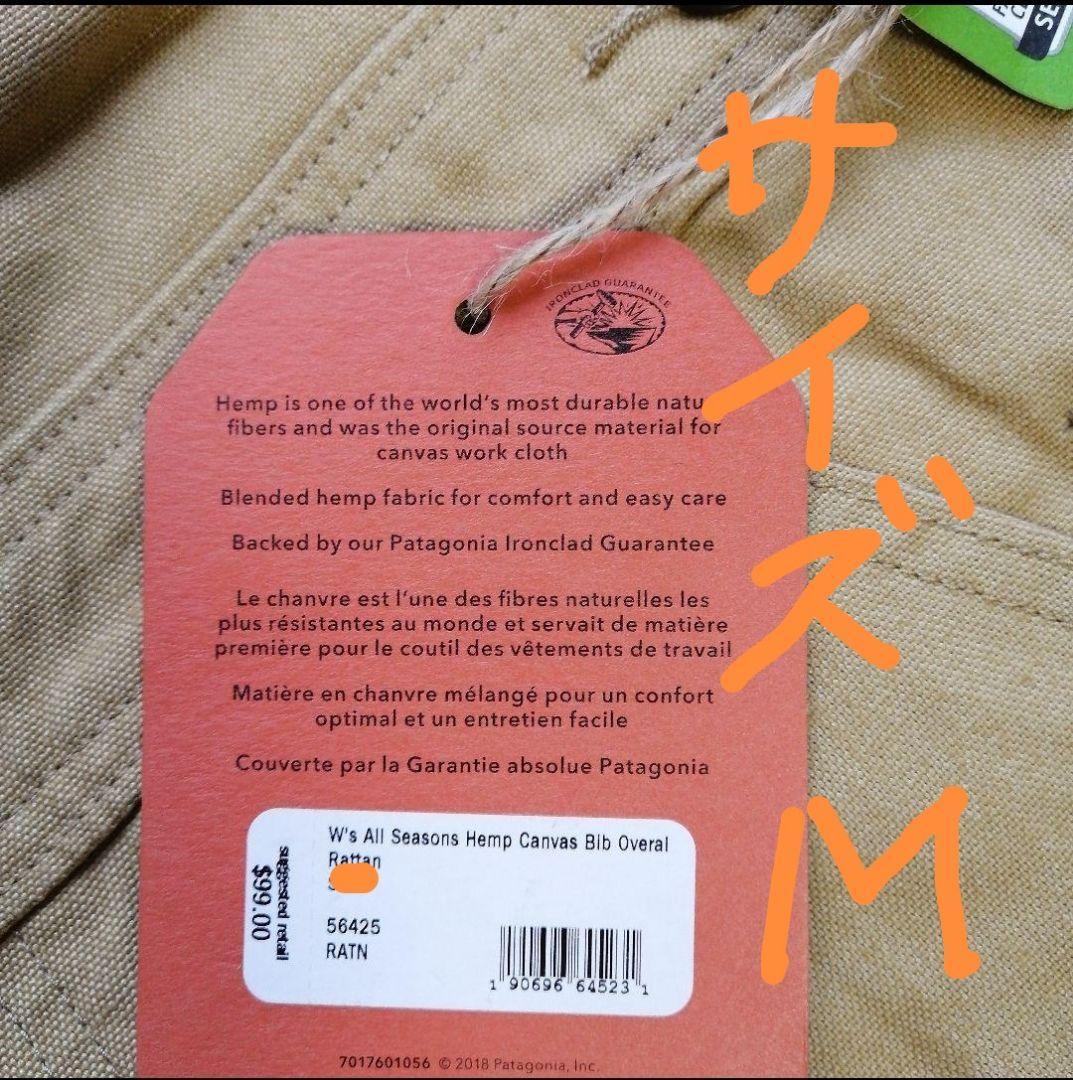 IRONCLAD GUARANTEE
Hemp is one of the world's most durable
fibers and was the original source material for
canvas work cloth
Blended hemp fabric for comfort and easy care
Backed by our Patagonia Ironclad Guarantee
Le chanvre est l'une des fibres naturelles les
plus résistantes au monde et servait de matière
première pour le coutil des vêtements de travail
Matière en chanvre mélangé pour un confort
optimal et un entretien facile
Couverte par la Garantie absolue Patagonia
W's All Seasons Hemp Canvas Bib Overal
Rattan
56425
RATN
suggested retail
$99.00
1 90696 64523 1
7017601056 © 2018 Patagonia, Inc.
サイズ M